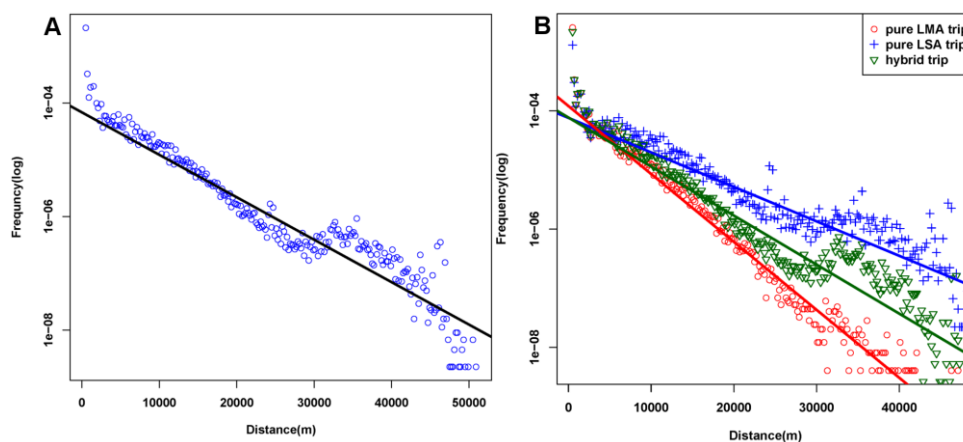 A
Frequncy(log)
1e-04
1e-06
1e-08
0 10000 20000 30000 40000 50000
Distance(m)
B
pure LMA trip
pure LSA trip
hybrid trip
Frequency(log)
1e-04
1e-06
1e-08
0 10000 20000 30000 40000
Distance(m)